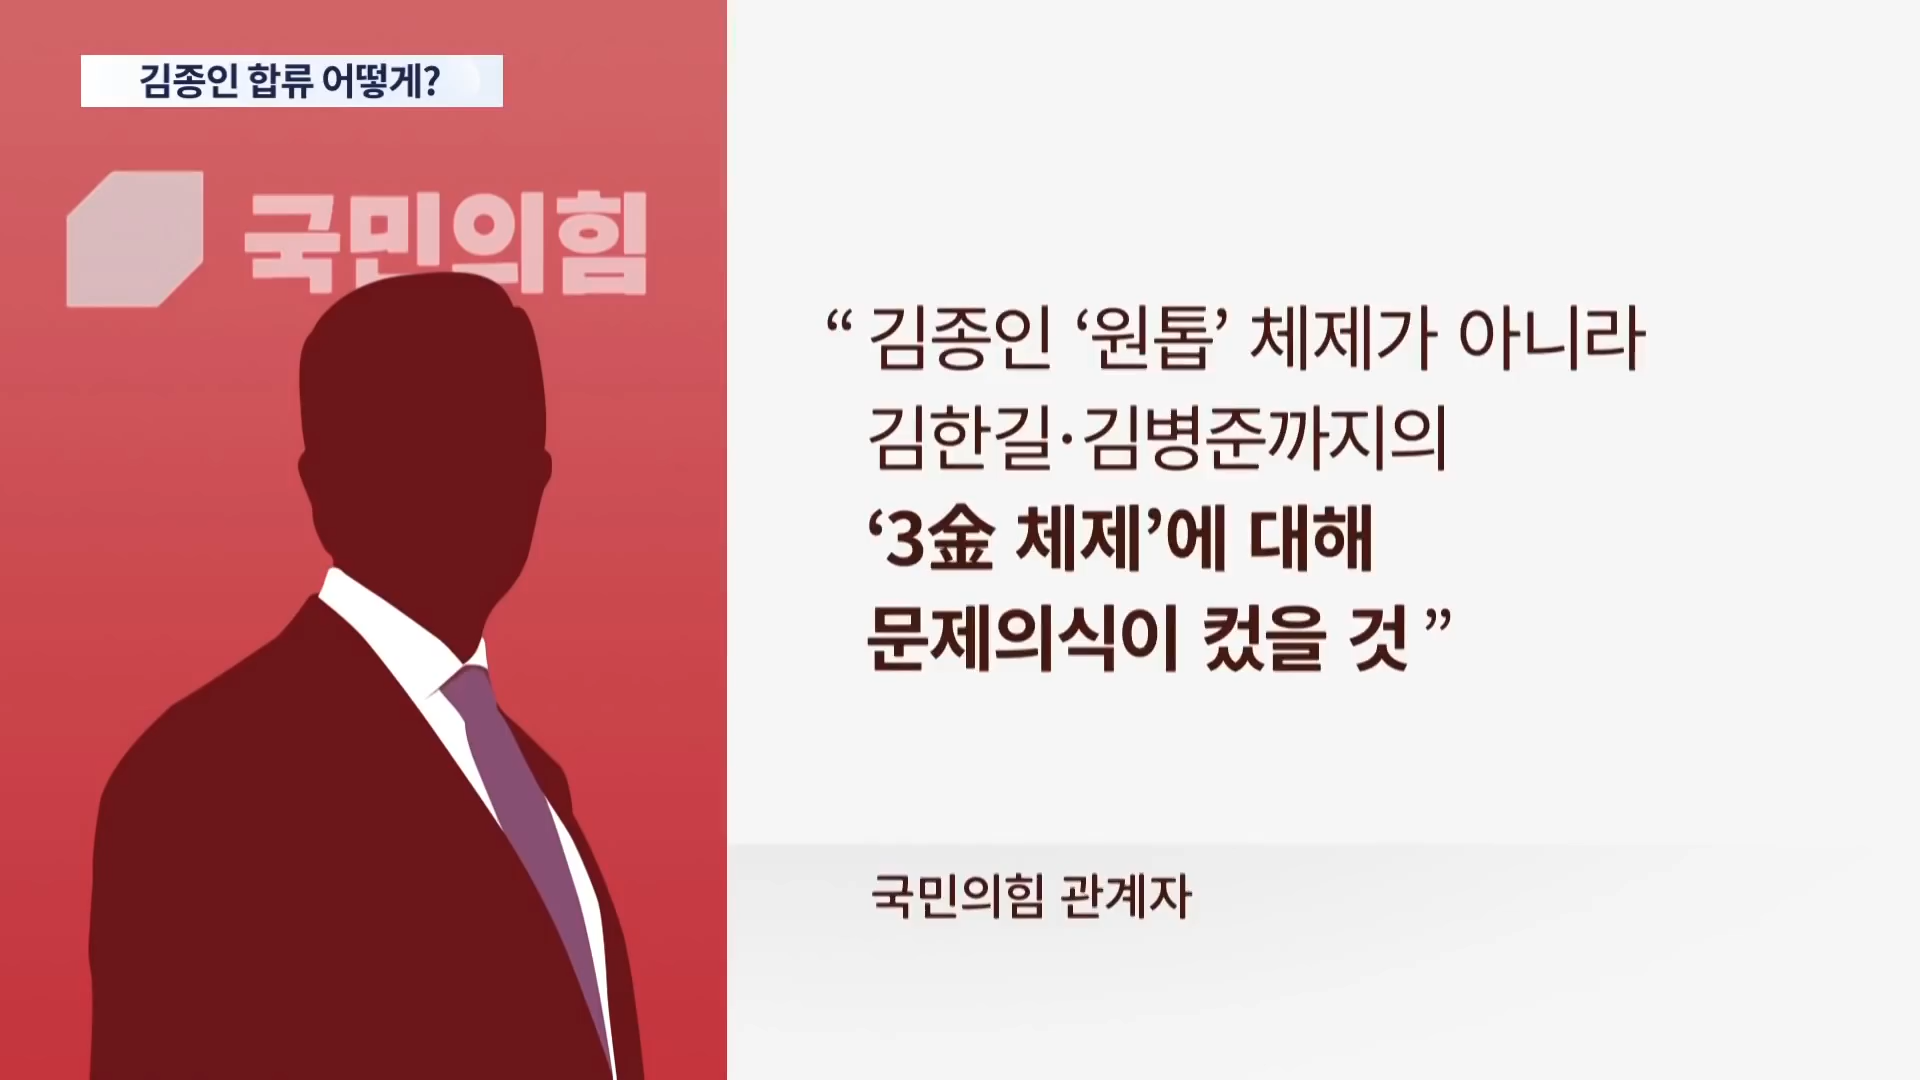 김종인 합류 어떻게?
국민의힘
“ 김종인 ‘원톱’ 체제가 아니라
김한길·김병준까지의
‘3金 체제’에 대해
문제의식이 컸을 것 ”
국민의힘 관계자